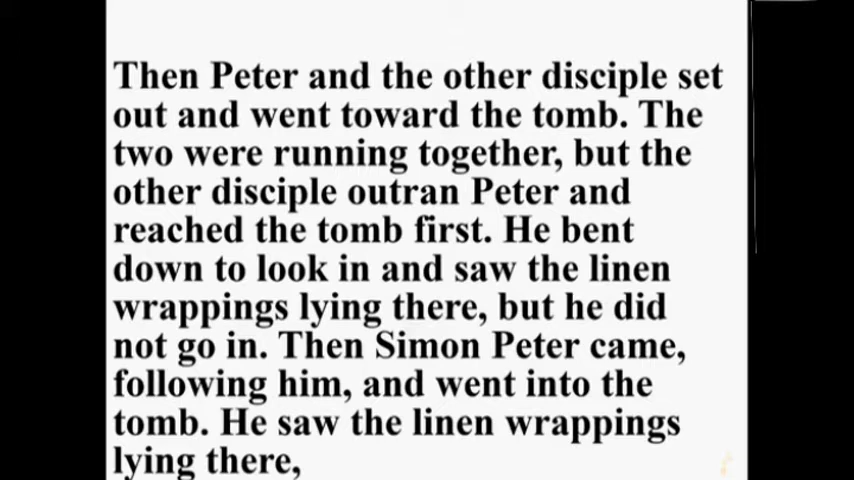 Then Peter and the other disciple set
out and went toward the tomb. The
two were running together, but the
other disciple outran Peter and
reached the tomb first. He bent
down to look in and saw the linen
wrappings lying there, but he did
not go in. Then Simon Peter came,
following him, and went into the
tomb. He saw the linen wrappings
lying there,